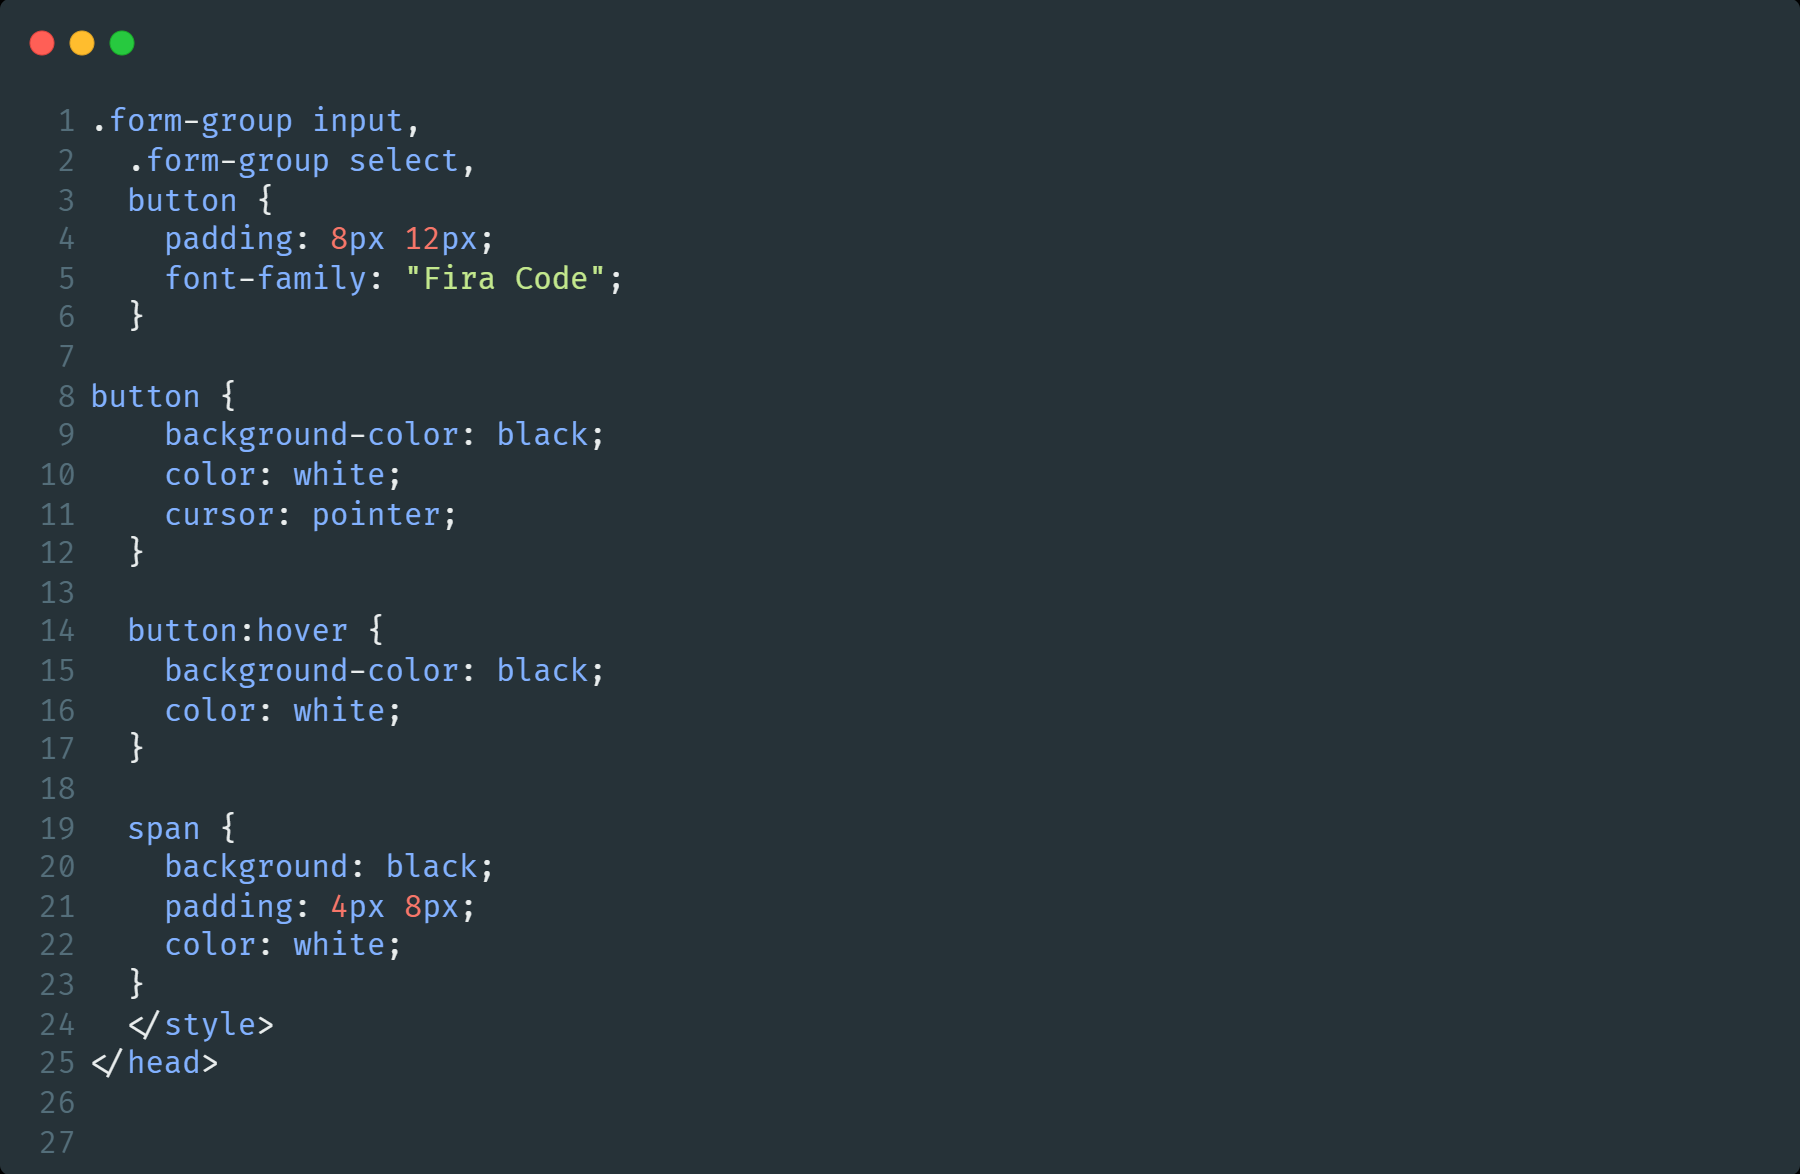 1 .form-group input,
2   .form-group select,
3   button {
4     padding: 8px 12px;
5     font-family: "Fira Code";
6   }
7
8 button {
9     background-color: black;
10     color: white;
11     cursor: pointer;
12   }
13
14   button:hover {
15     background-color: black;
16     color: white;
17   }
18
19   span {
20     background: black;
21     padding: 4px 8px;
22     color: white;
23   }
24   </style>
25 </head>
26
27